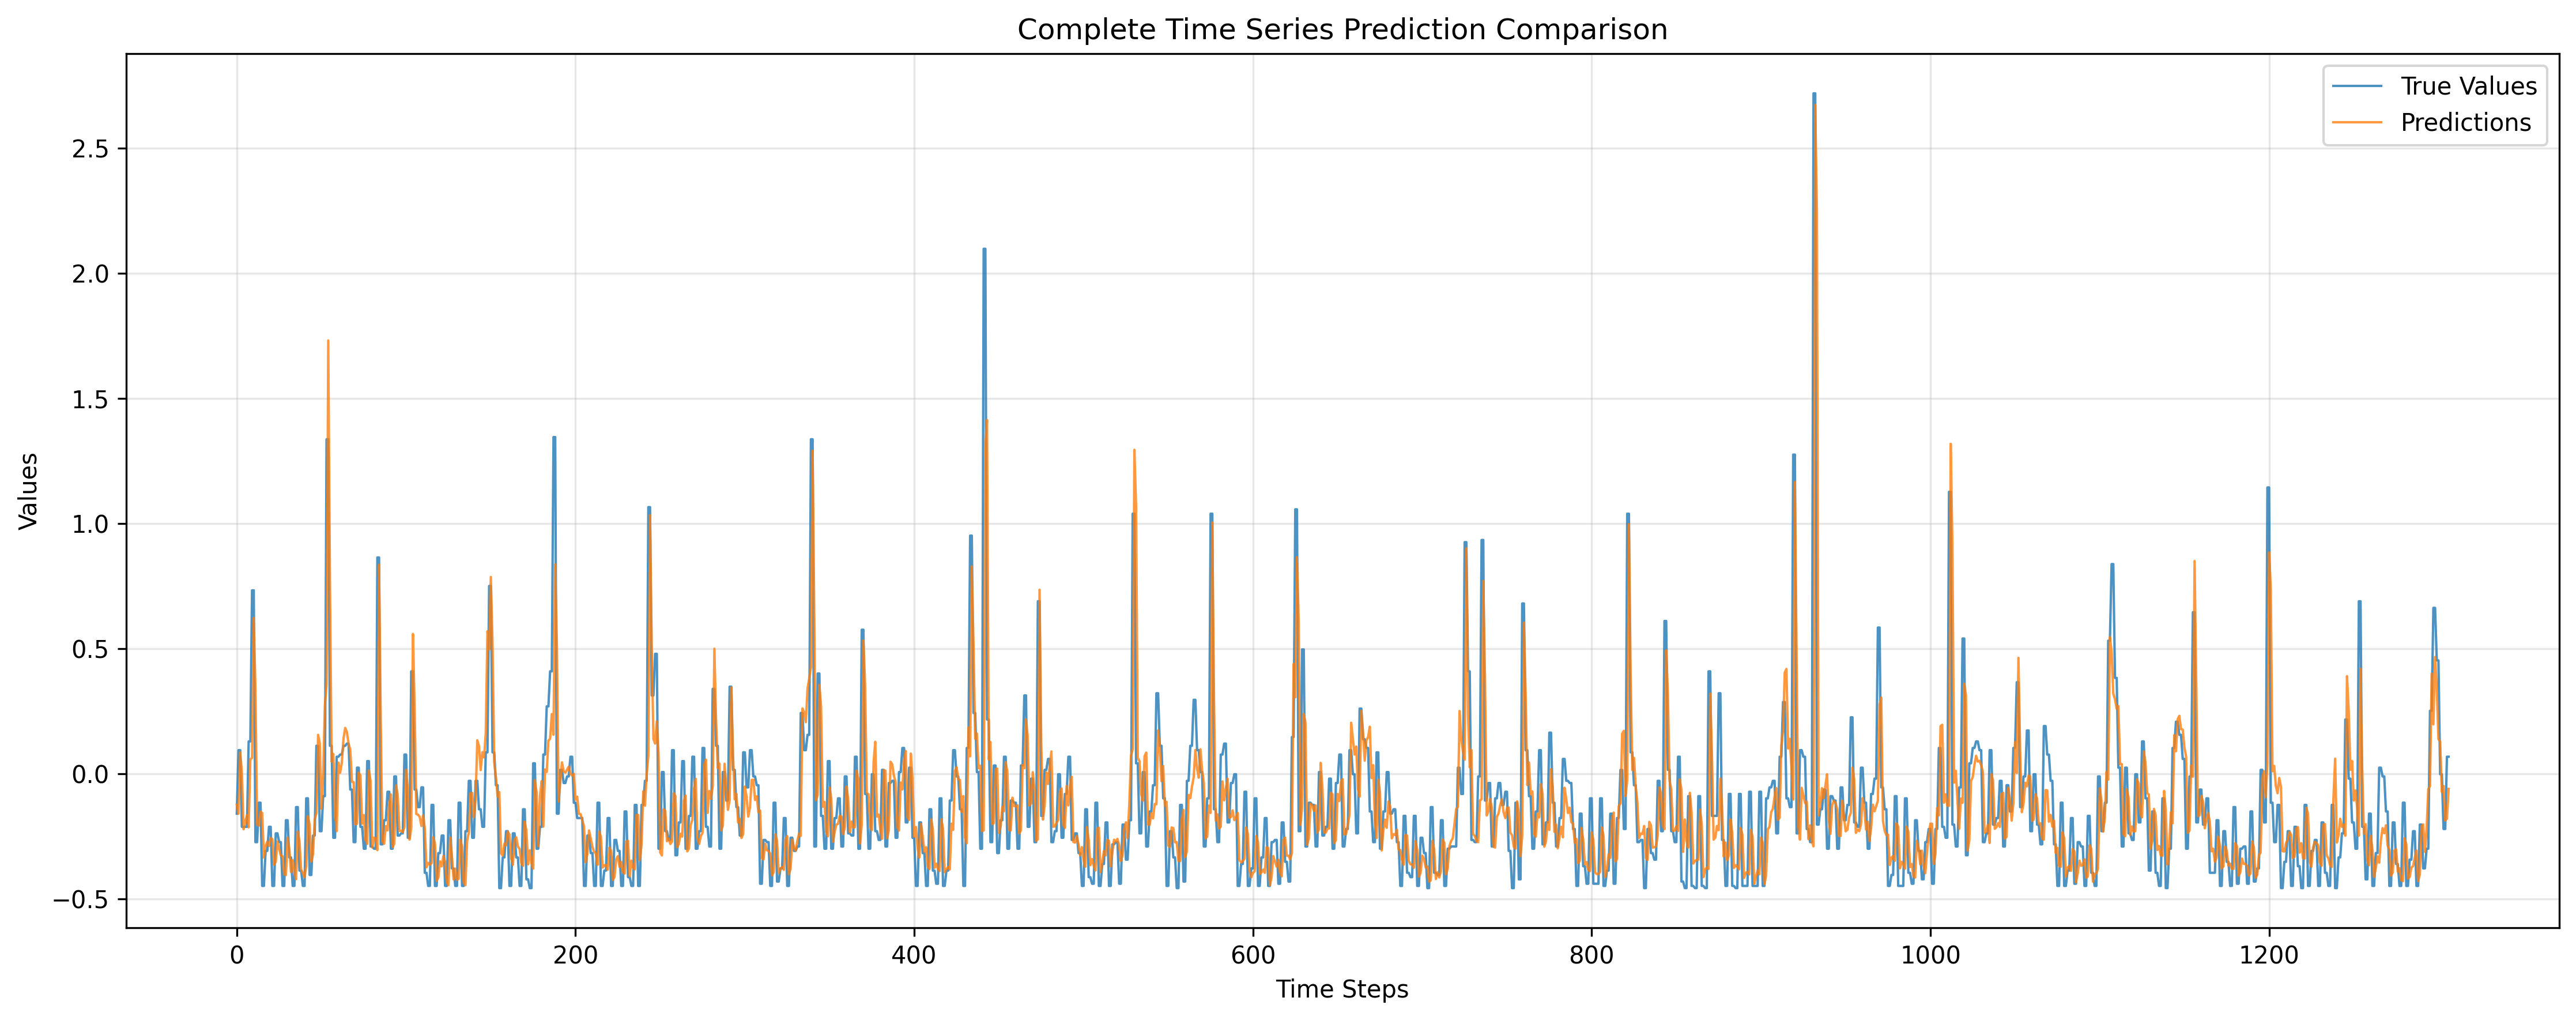 Complete Time Series Prediction Comparison
True Values
Predictions
Values
2.5
2.0
1.5
1.0
0.5
0.0
−0.5
0 200 400 600 800 1000 1200
Time Steps